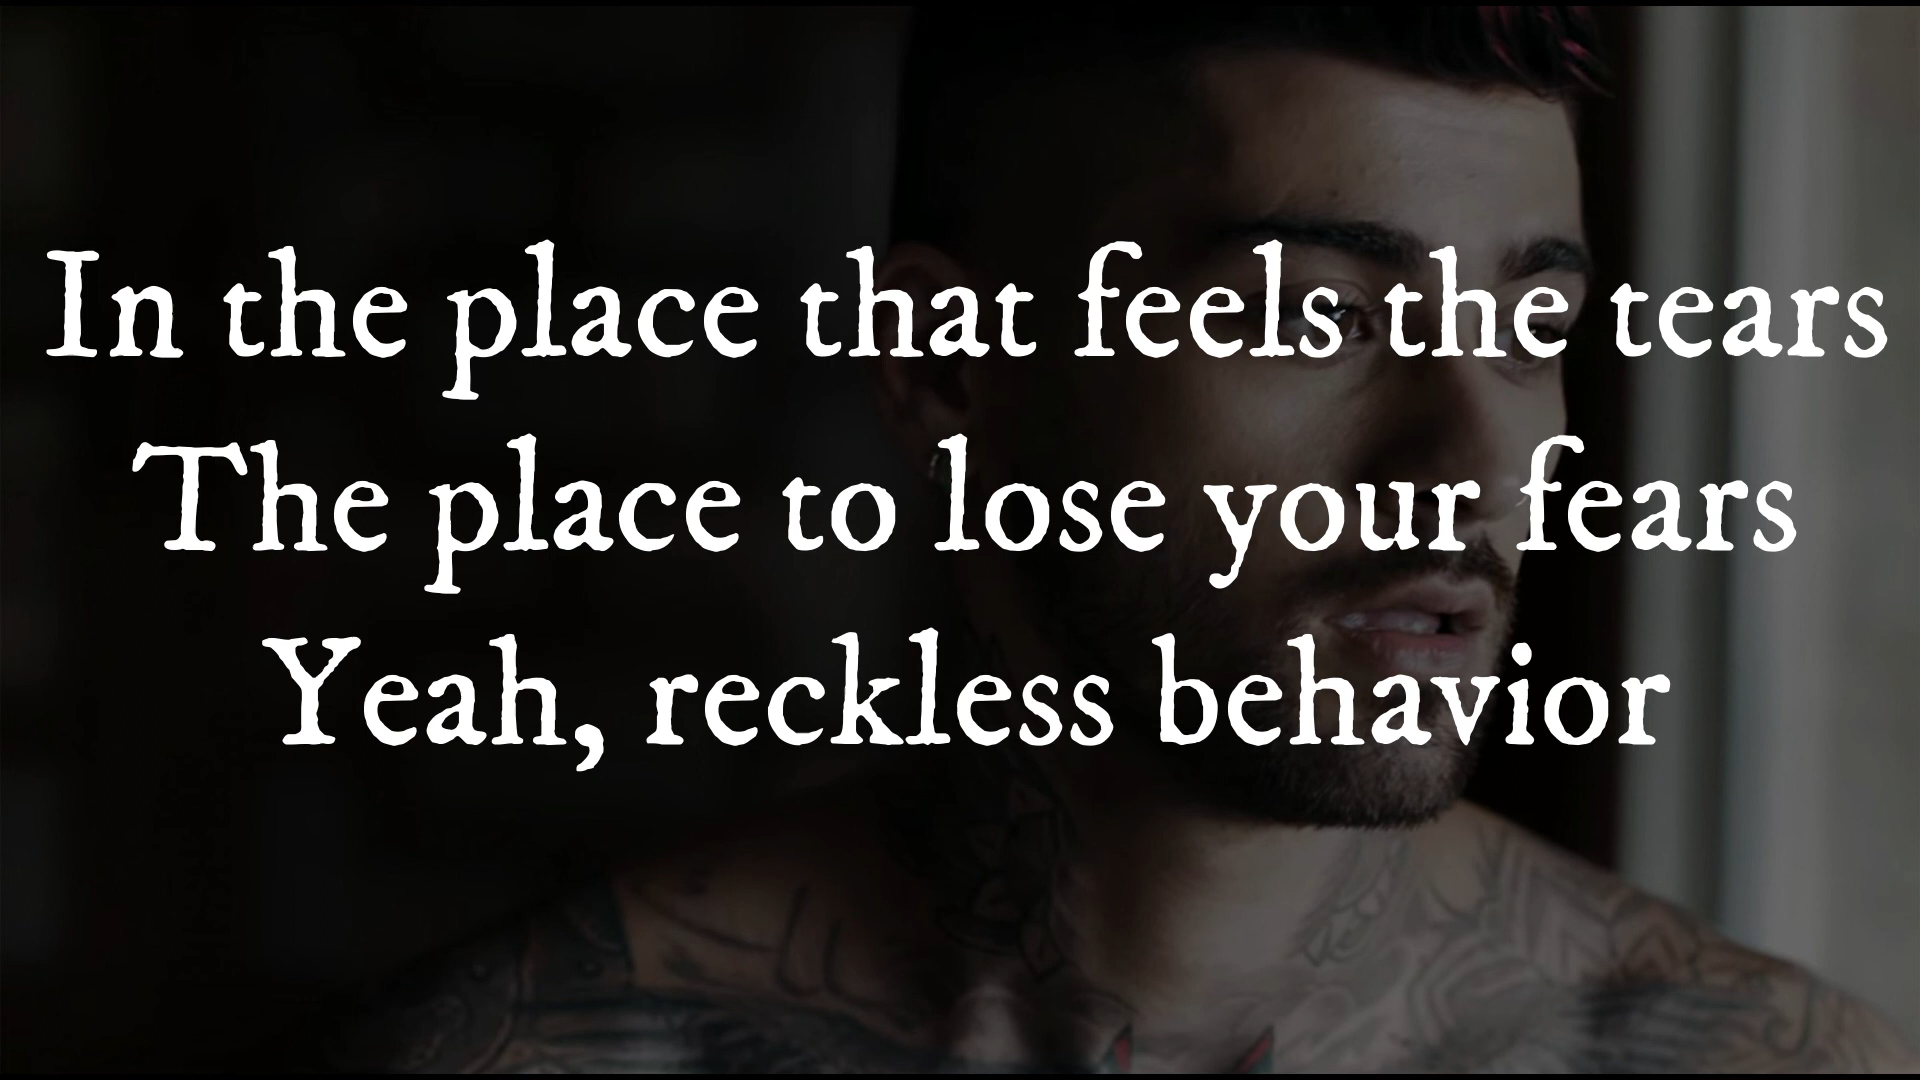 In the place that feels the tears
The place to lose your fears
Yeah, reckless behavior